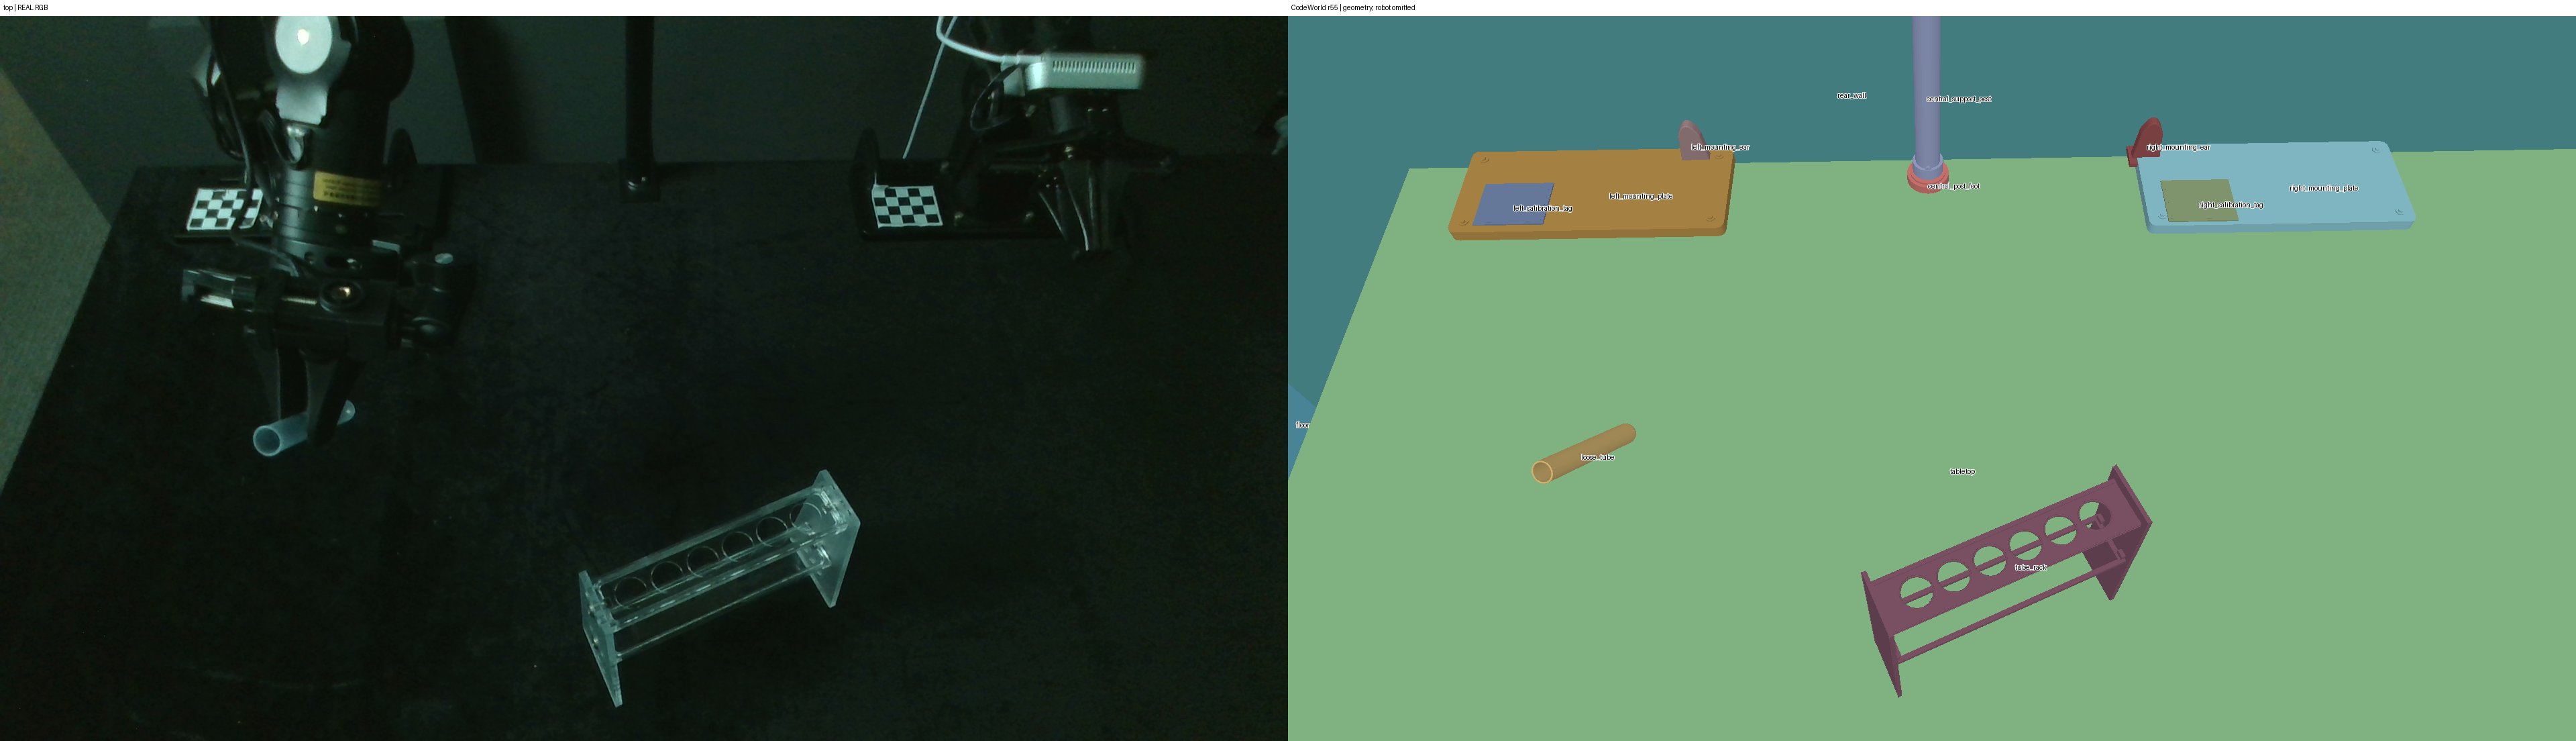 top | REAL RGB
CodeWorld r55 | geometry; robot omitted
rear_wall
central_support_post
left_mounting_ear
right_mounting_ear
central_post_foot
right_mounting_plate
left_mounting_plate
left_calibration_tag
right_calibration_tag
floor
loose_tube
tabletop
tube_rack